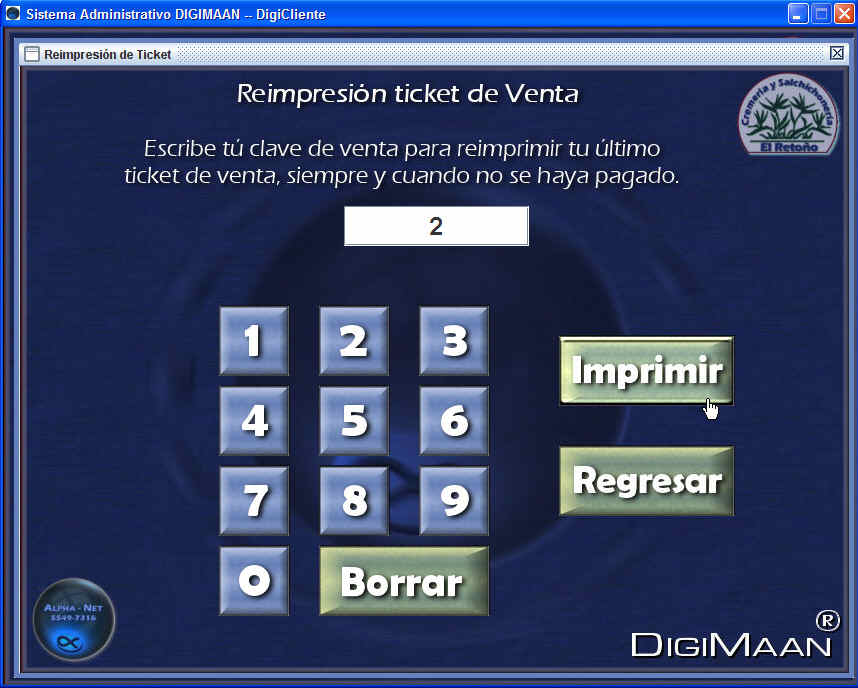 Sistema Administrativo DIGIMAAN -- DigiCliente
Reimpresión de Ticket
Reimpresión ticket de Venta
Cremería y Salchichonería
El Retoño
Escribe tú clave de venta para reimprimir tu último
ticket de venta, siempre y cuando no se haya pagado.
2
1 2 3
Imprimir
4 5 6
Regresar
7 8 9
0 Borrar
ALPHA - NET
5549-7316
DIGIMAAN ®